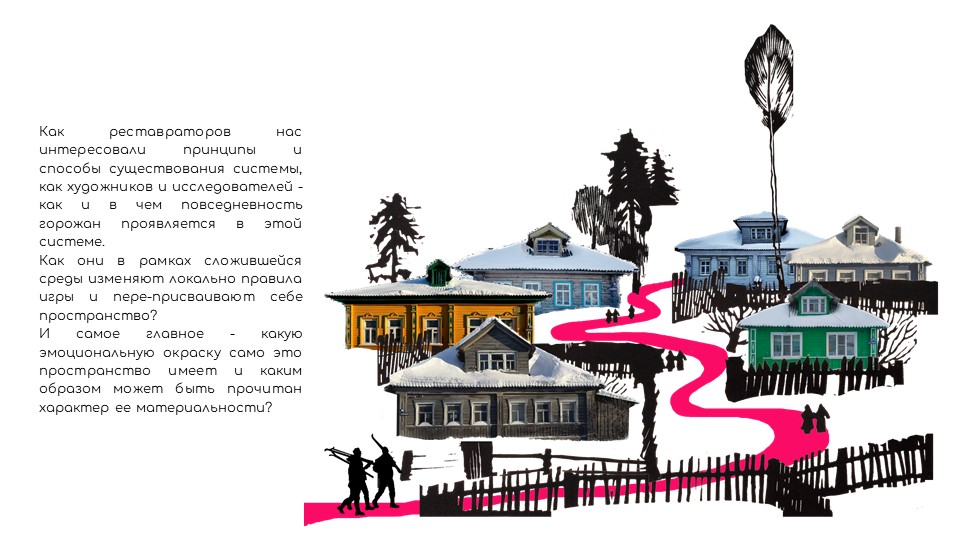 Как реставраторов нас
интересовали принципы и
способы существования системы,
как художников и исследователей -
как и в чем повседневность
горожан проявляется в этой
системе.
Как они в рамках сложившейся
среды изменяют локально правила
игры и пере-присваивают себе
пространство?
И самое главное - какую
эмоциональную окраску само это
пространство имеет и каким
образом может быть прочитан
характер ее материальности?